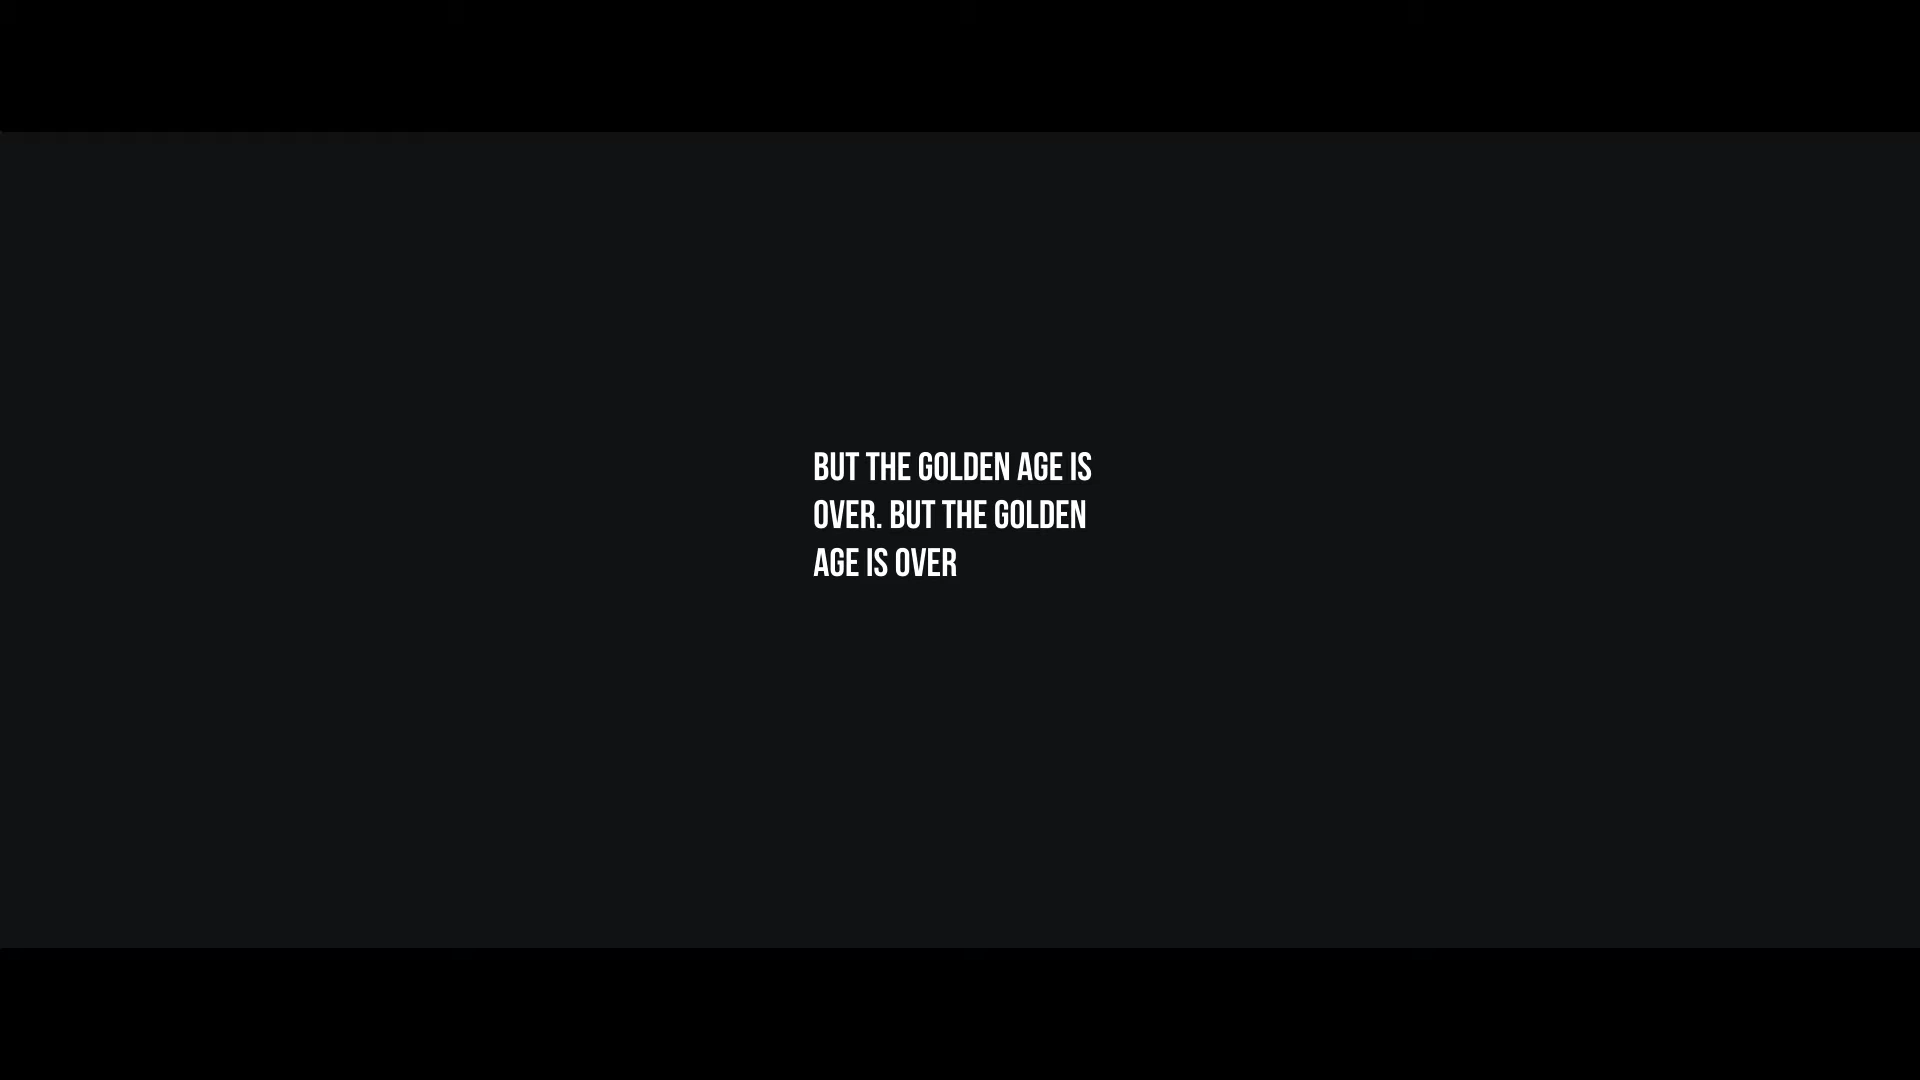 BUT THE GOLDEN AGE IS
OVER. BUT THE GOLDEN
AGE IS OVER